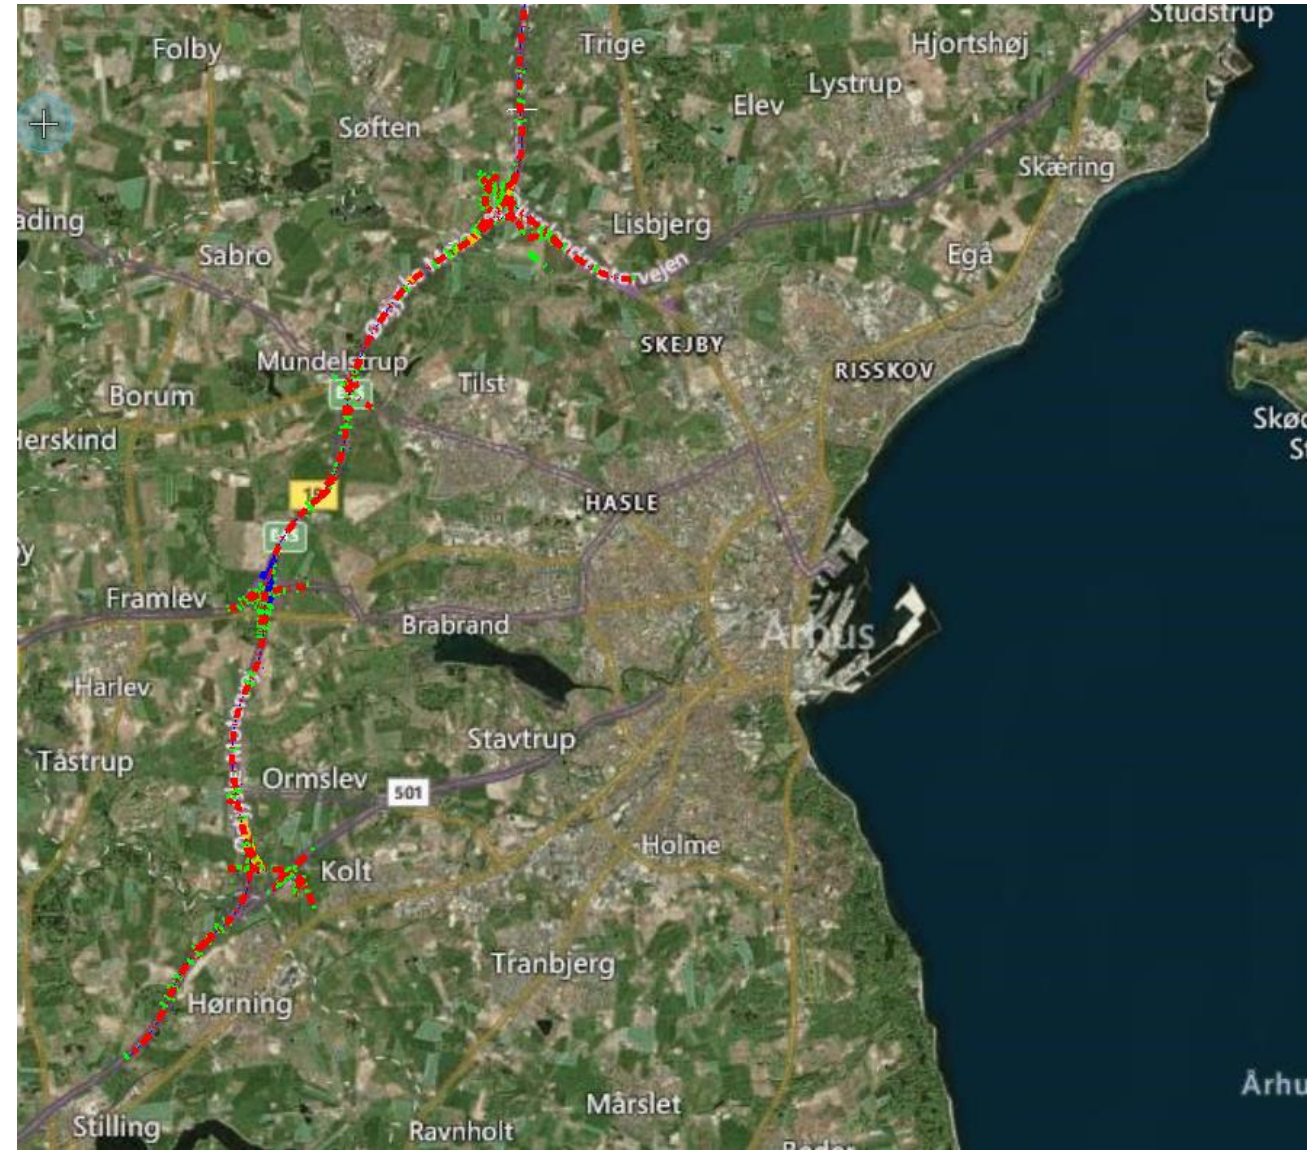 Studstrup
Folby
Trige
Hjortshøj
Lystrup
Elev
Søften
Skæring
ading
Lisbjerg
Sabro
Egå
SKEJBY
Mundelstrup
RISSKOV
Tilst
Borum
Herskind
HASLE
Framlev
Brabrand
Århus
Harlev
Stavtrup
Tåstrup
Ormslev
501
Holme
Kolt
Tranbjerg
Hørning
Århu
Mårslet
Stilling
Ravnholt